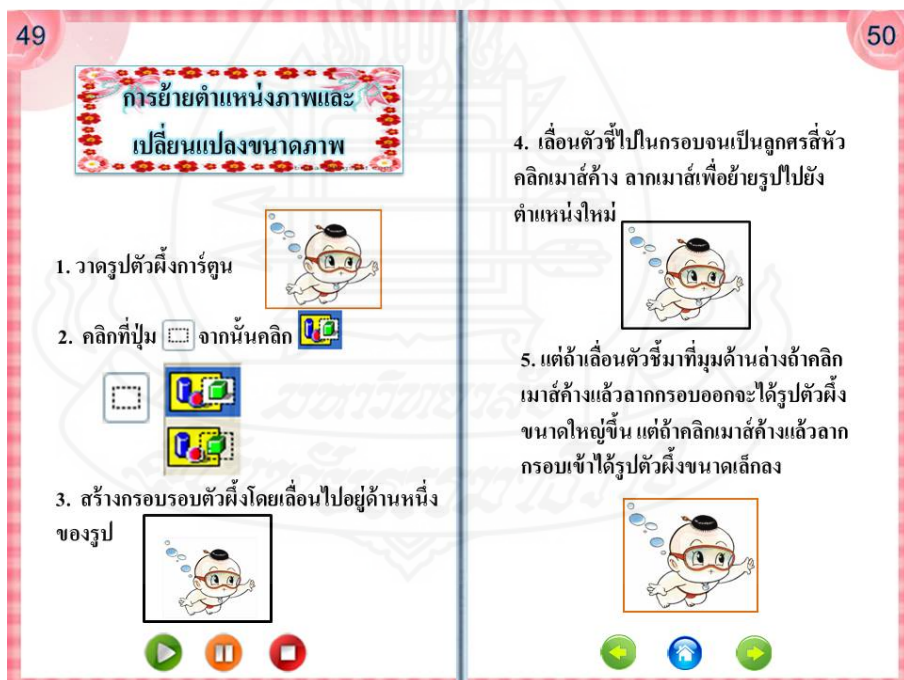 49
การย้ายตำแหน่งภาพและ
เปลี่ยนแปลงขนาดภาพ
1. วาดรูปตัวผึ้งการ์ตูน
2. คลิกที่ปุ่ม จากนั้นคลิก
3. สร้างกรอบรอบตัวผึ้งโดยเลื่อนไปอยู่ด้านหนึ่ง
ของรูป
50
4. เลื่อนตัวชี้ไปในกรอบจนเป็นลูกศรสี่หัว
คลิกเมาส์ค้าง ลากเมาส์เพื่อย้ายรูปไปยัง
ตำแหน่งใหม่
5. แต่ถ้าเลื่อนตัวชี้มาที่มุมด้านล่างถ้าคลิก
เมาส์ค้างแล้วลากกรอบออกจะได้รูปตัวผึ้ง
ขนาดใหญ่ขึ้น แต่ถ้าคลิกเมาส์ค้างแล้วลาก
กรอบเข้าได้รูปตัวผึ้งขนาดเล็กลง